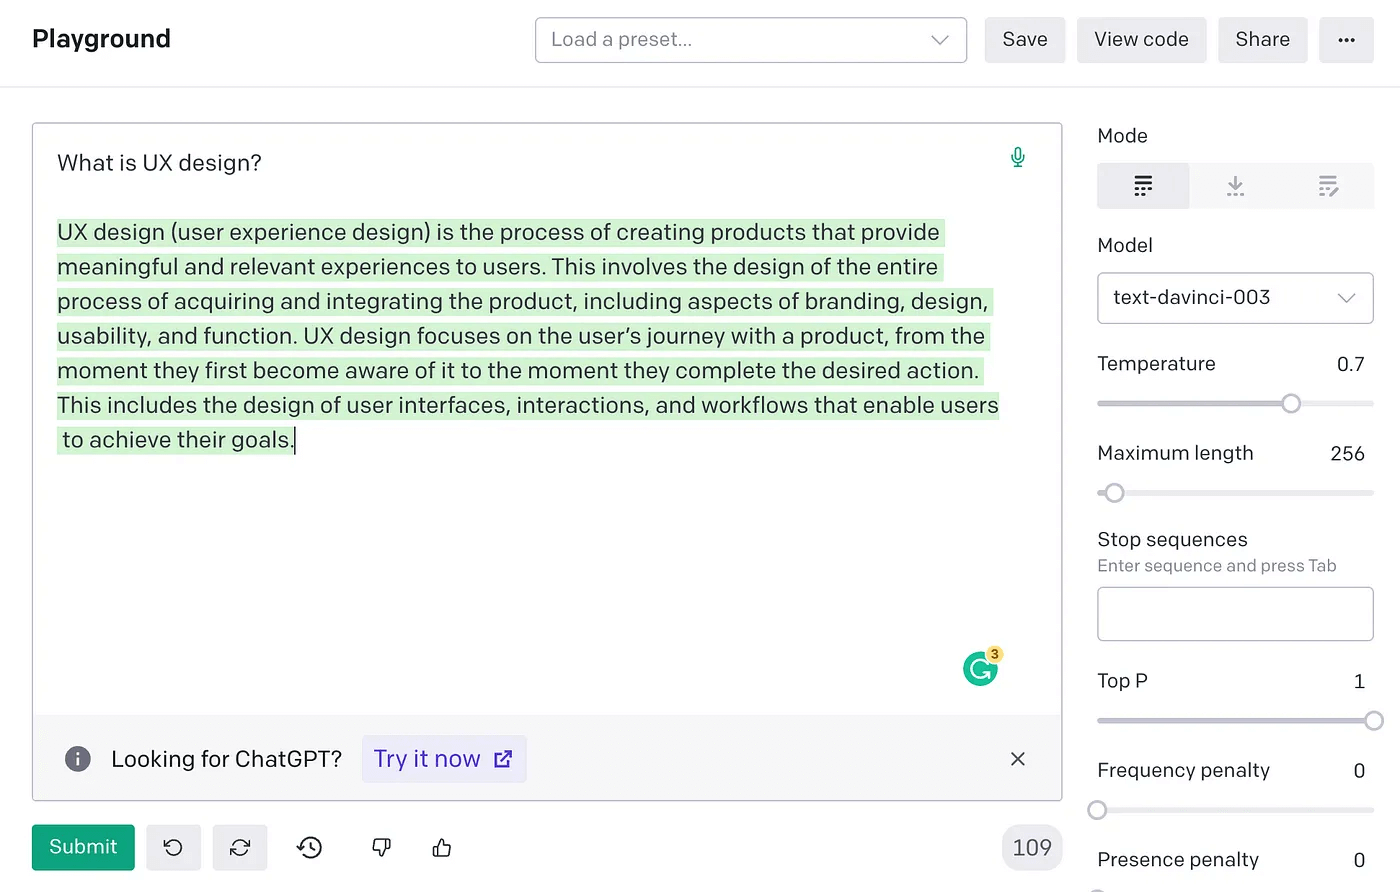 Playground
Load a preset...
Save
View code
Share
...
What is UX design?
UX design (user experience design) is the process of creating products that provide
meaningful and relevant experiences to users. This involves the design of the entire
process of acquiring and integrating the product, including aspects of branding, design,
usability, and function. UX design focuses on the user’s journey with a product, from the
moment they first become aware of it to the moment they complete the desired action.
This includes the design of user interfaces, interactions, and workflows that enable users
to achieve their goals.
3
Looking for ChatGPT?
Try it now
Submit
109
Mode
Model
text-davinci-003
Temperature
0.7
Maximum length
256
Stop sequences
Enter sequence and press Tab
Top P
1
Frequency penalty
0
Presence penalty
0